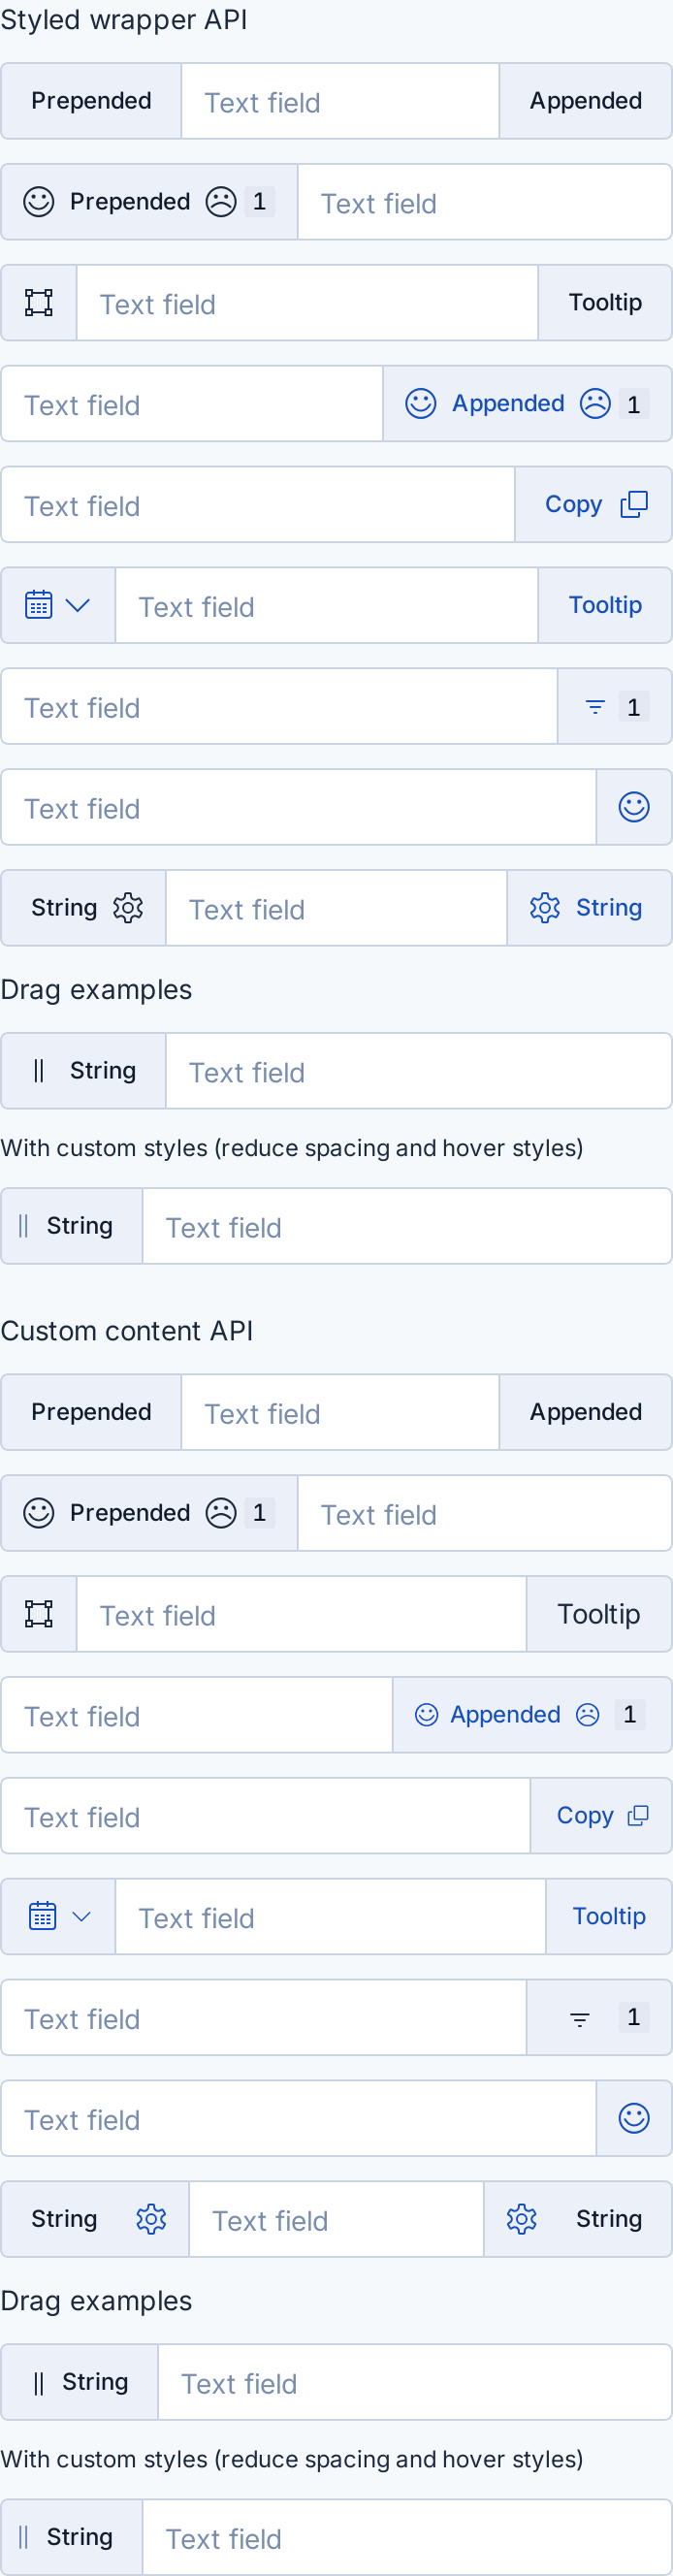 Styled wrapper API
Prepended Text field Appended
Prepended 1 Text field
Text field Tooltip
Text field Appended 1
Text field Copy
Text field Tooltip
Text field 1
Text field
String Text field String
Drag examples
String Text field
With custom styles (reduce spacing and hover styles)
String Text field
Custom content API
Prepended Text field Appended
Prepended 1 Text field
Text field Tooltip
Text field Appended 1
Text field Copy
Text field Tooltip
Text field 1
Text field
String Text field String
Drag examples
String Text field
With custom styles (reduce spacing and hover styles)
String Text field